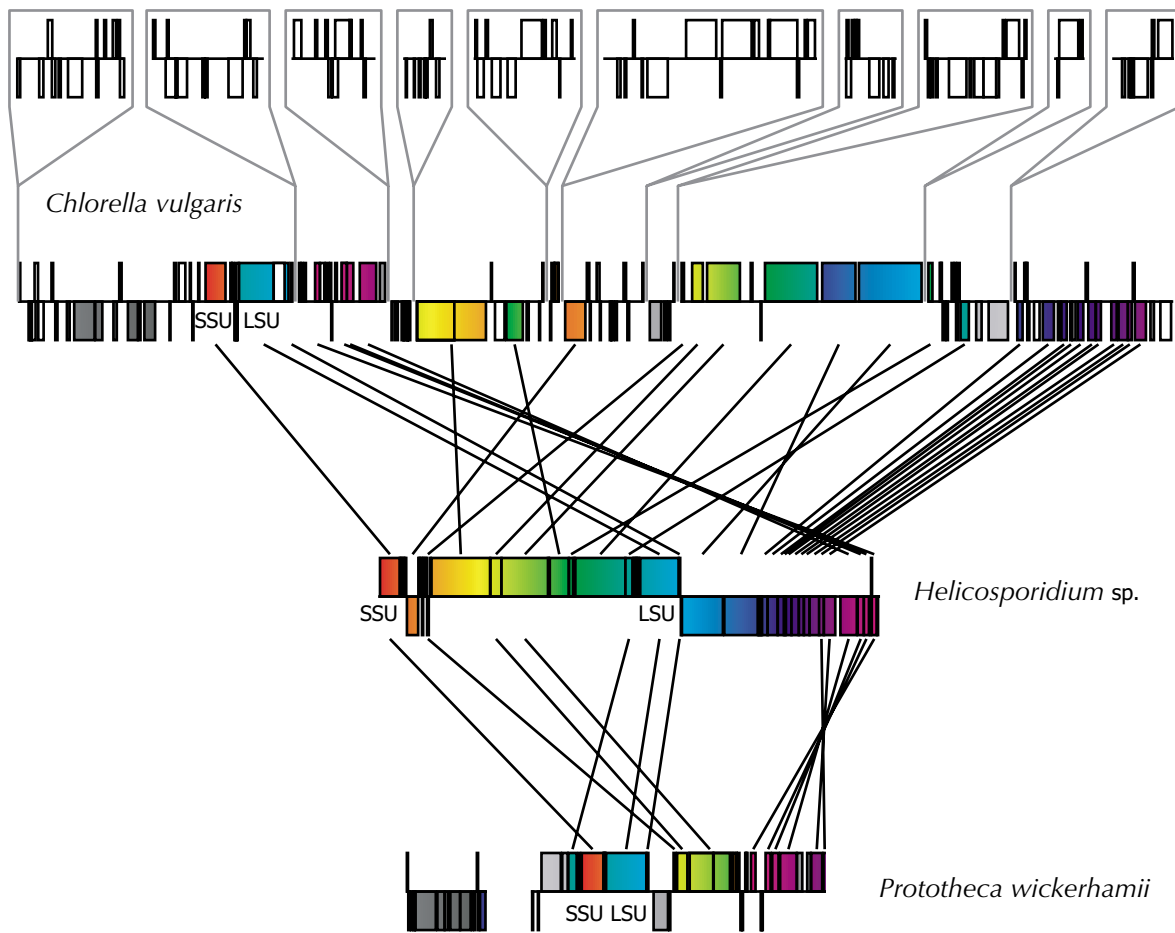 Chlorella vulgaris
SSU LSU
Helicosporidium sp.
SSU LSU
Prototheca wickerhamii
SSU LSU